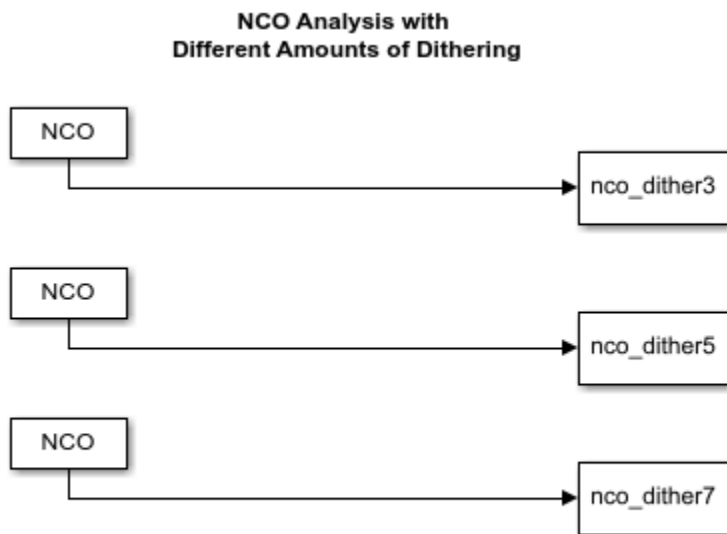 NCO Analysis with
Different Amounts of Dithering
NCO
nco_dither3
NCO
nco_dither5
NCO
nco_dither7